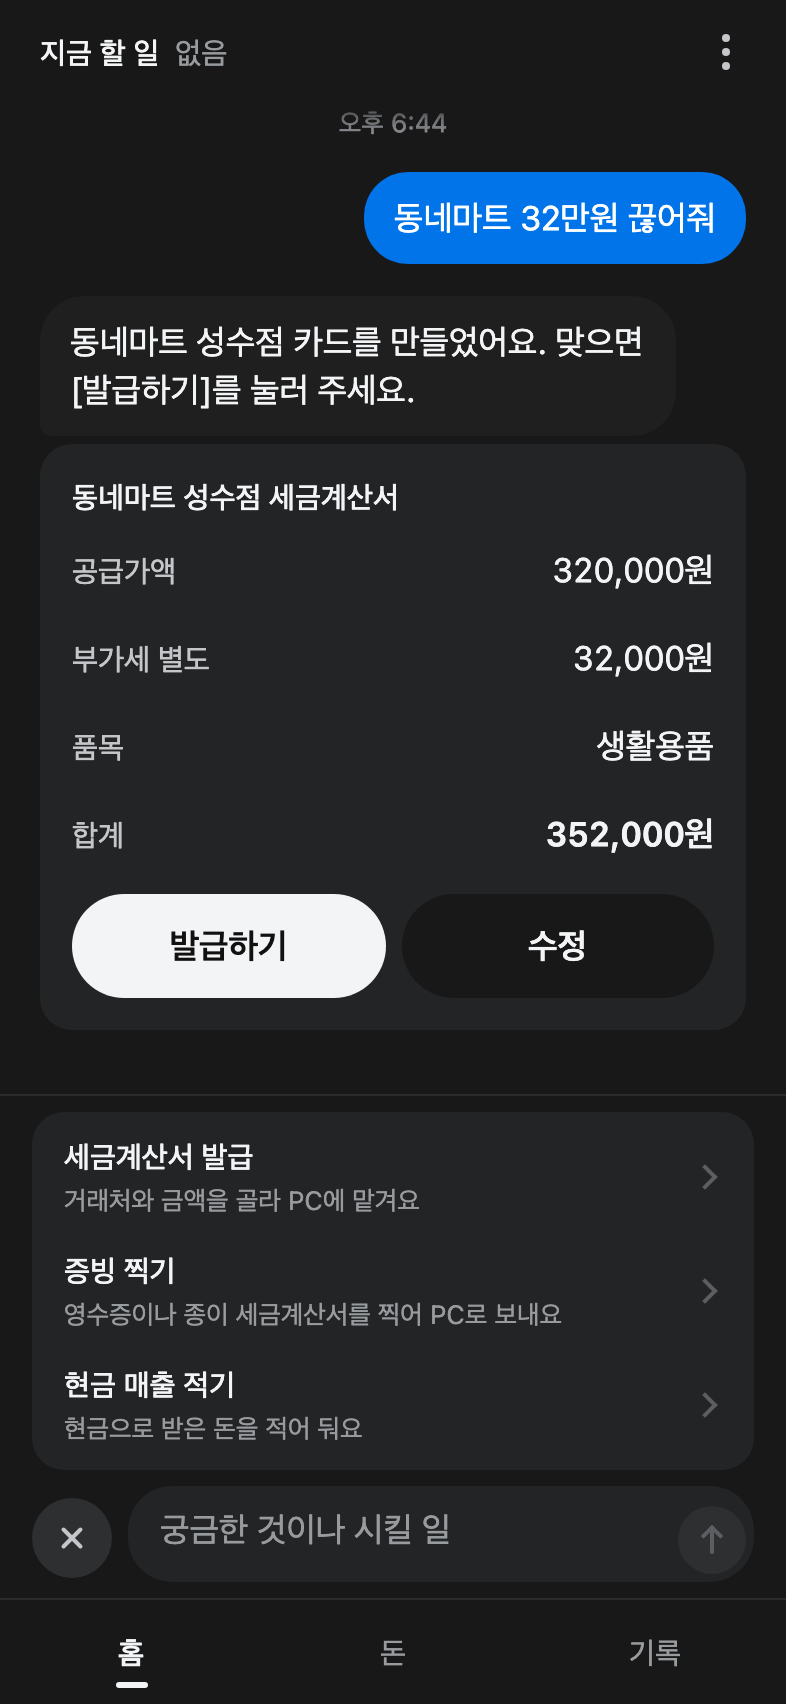 지금 할 일 없음
오후 6:44
동네마트 32만원 끊어줘
동네마트 성수점 카드를 만들었어요. 맞으면
[발급하기]를 눌러 주세요.
동네마트 성수점 세금계산서
공급가액 320,000원
부가세 별도 32,000원
품목 생활용품
합계 352,000원
발급하기 수정
세금계산서 발급
거래처와 금액을 골라 PC에 맡겨요
증빙 찍기
영수증이나 종이 세금계산서를 찍어 PC로 보내요
현금 매출 적기
현금으로 받은 돈을 적어 둬요
궁금한 것이나 시킬 일
홈 돈 기록